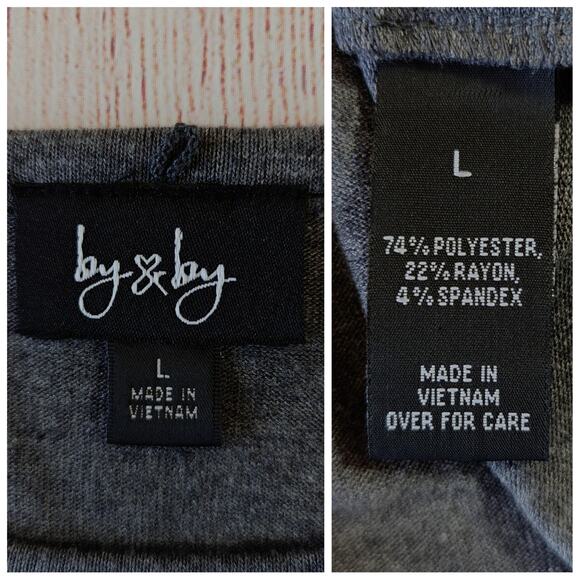 by & by
L
MADE IN
VIETNAM
L
74% POLYESTER,
22% RAYON,
4% SPANDEX
MADE IN
VIETNAM
OVER FOR CARE